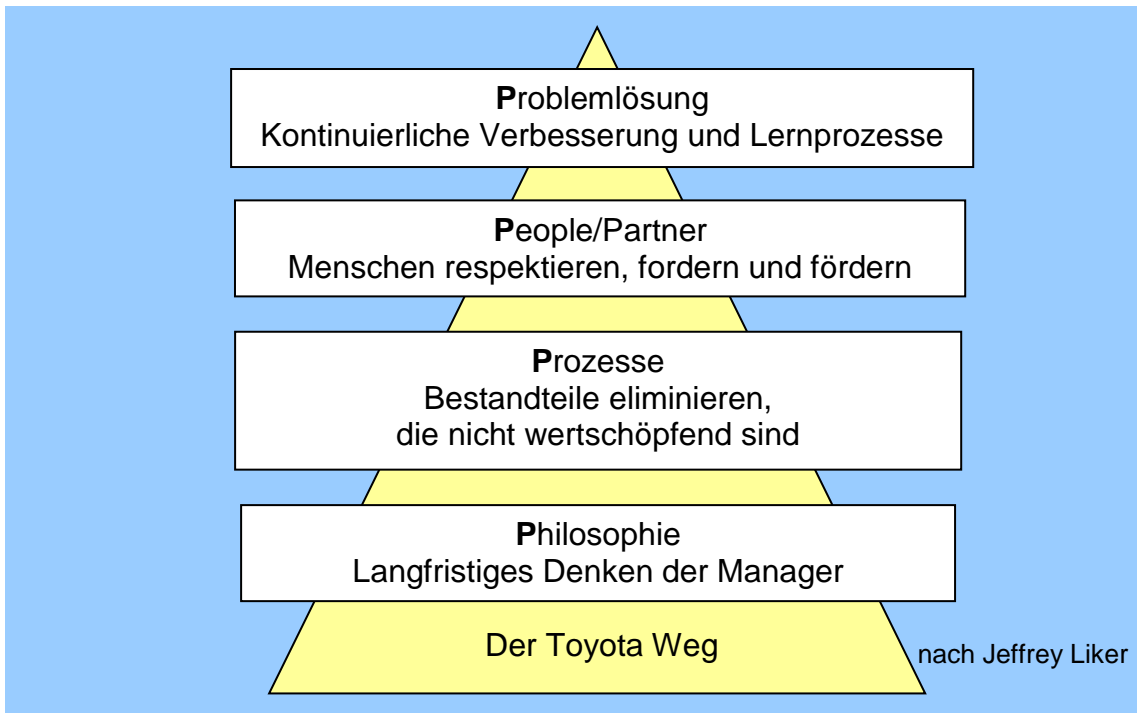 Problemlösung
Kontinuierliche Verbesserung und Lernprozesse
People/Partner
Menschen respektieren, fordern und fördern
Prozesse
Bestandteile eliminieren,
die nicht wertschöpfend sind
Philosophie
Langfristiges Denken der Manager
Der Toyota Weg
nach Jeffrey Liker